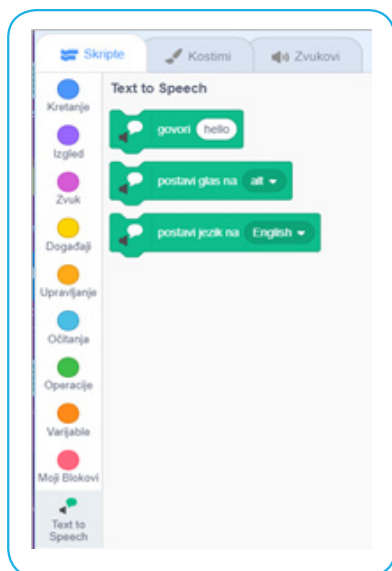 Skripte Kostimi Zvukovi
Text to Speech
Kretanje
govori hello
Izgled
postavi glas na alt
Zvuk
postavi jezik na English
Događaji
Upravljanje
Očitanja
Operacije
Varijable
Moji Blokovi
Text to
Speech